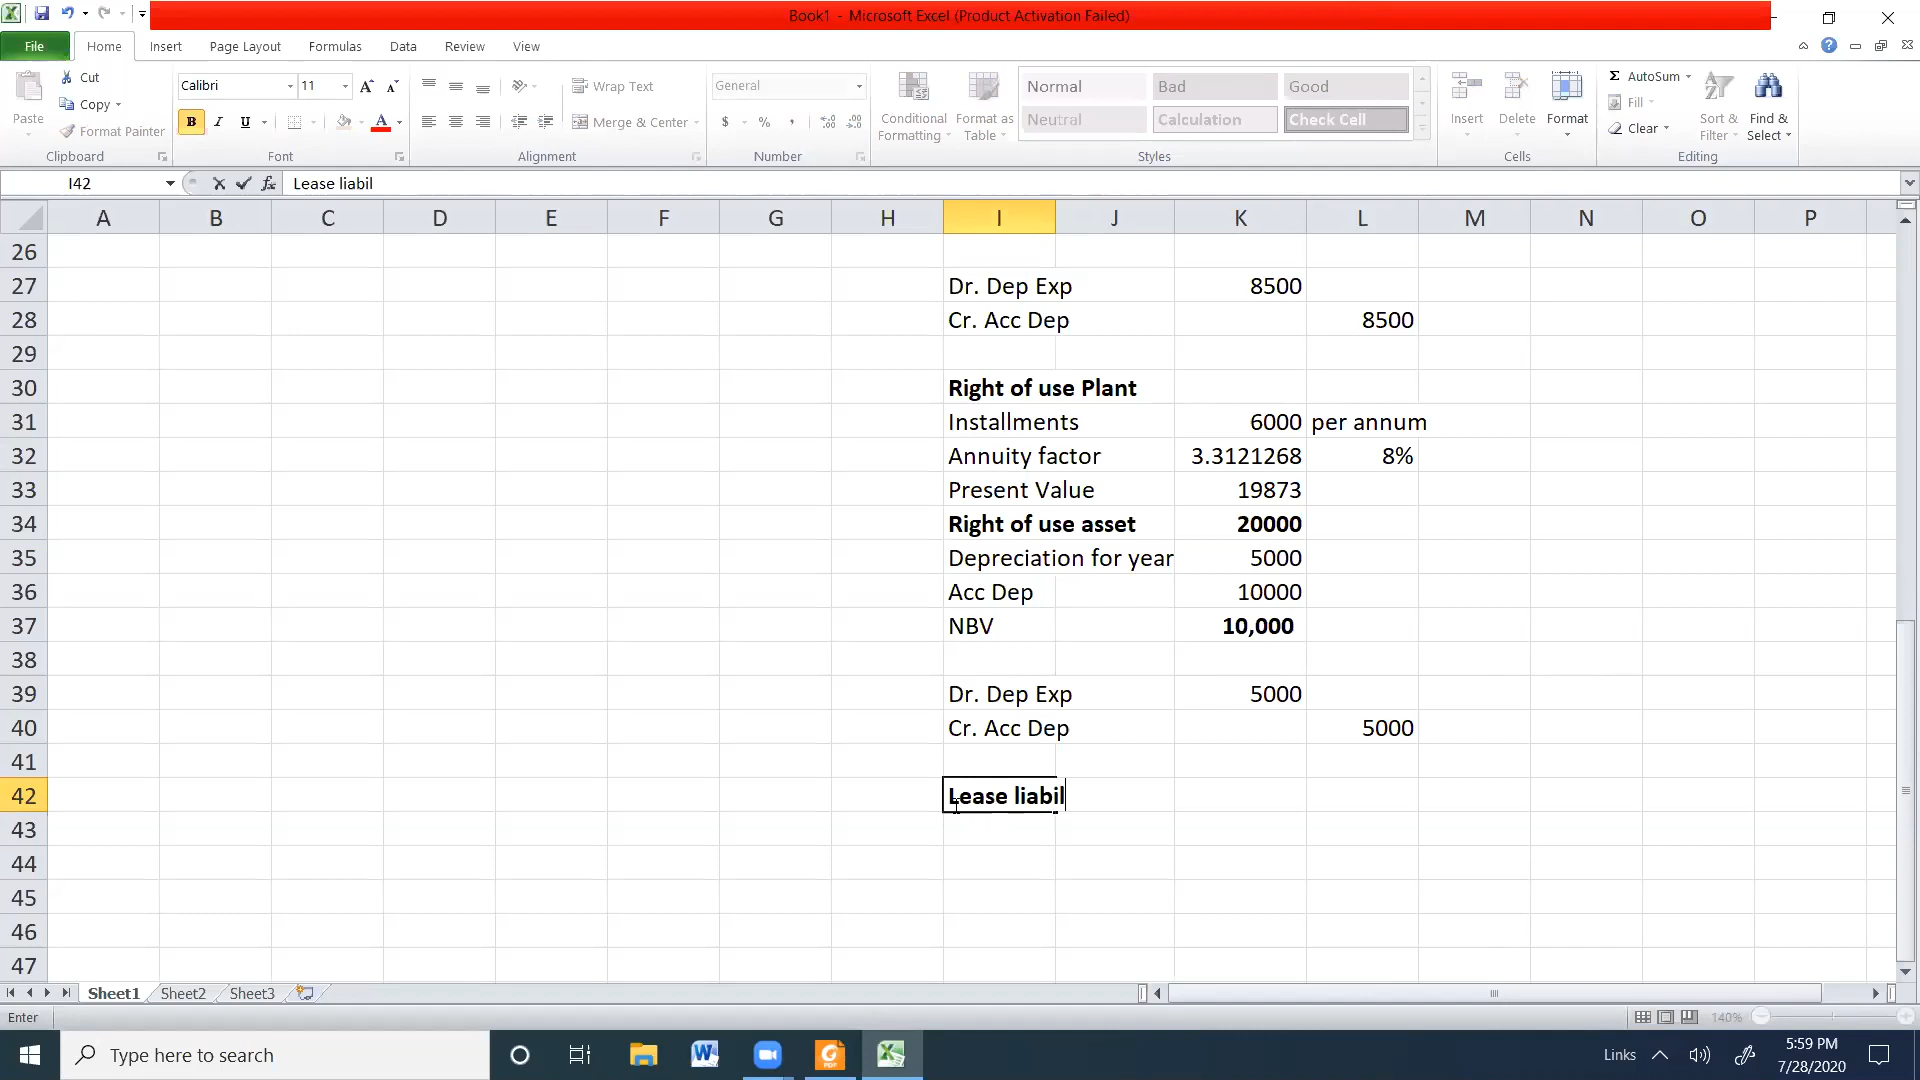 Book1 - Microsoft Excel (Product Activation Failed)
File Home Insert Page Layout Formulas Data Review View
Paste
Cut
Copy
Format Painter
Clipboard
Calibri 11 A A
B I U A
Font
Wrap Text
Merge & Center
Alignment
General
$ % ,
Number
Conditional Formatting
Format as Table
Normal Bad Good
Neutral Calculation Check Cell
Styles
Insert Delete Format
Cells
Σ AutoSum
Fill
Clear
Sort & Filter
Find & Select
Editing
I42 fx Lease liabil
A B C D E F G H I J K L M N O P
26
27 Dr. Dep Exp 8500
28 Cr. Acc Dep 8500
29
30 Right of use Plant
31 Installments 6000 per annum
32 Annuity factor 3.3121268 8%
33 Present Value 19873
34 Right of use asset 20000
35 Depreciation for year 5000
36 Acc Dep 10000
37 NBV 10,000
38
39 Dr. Dep Exp 5000
40 Cr. Acc Dep 5000
41
42 Lease liabil
43
44
45
46
47
Sheet1 Sheet2 Sheet3
Enter 140%
Type here to search
Links
5:59 PM
7/28/2020